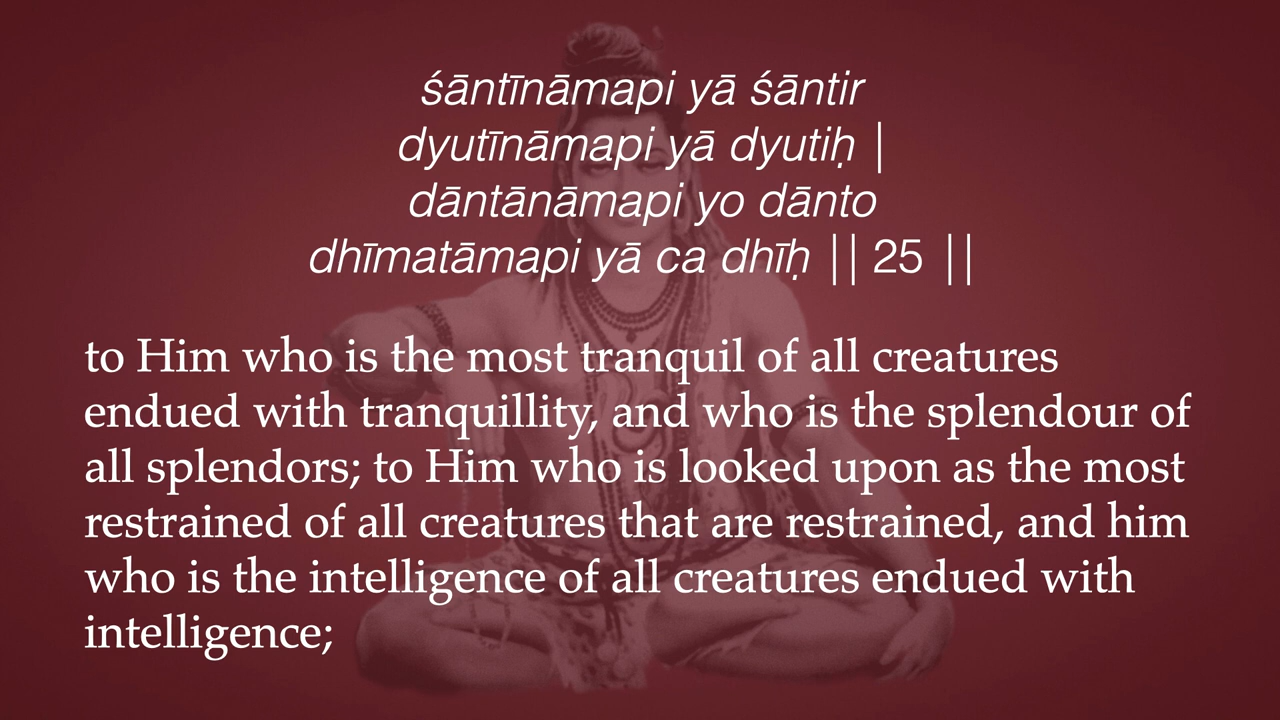 śāntīnāmapi yā śāntir
dyutīnāmapi yā dyutiḥ |
dāntānāmapi yo dānto
dhīmatāmapi yā ca dhīḥ || 25 ||
to Him who is the most tranquil of all creatures
endued with tranquillity, and who is the splendour of
all splendors; to Him who is looked upon as the most
restrained of all creatures that are restrained, and him
who is the intelligence of all creatures endued with
intelligence;